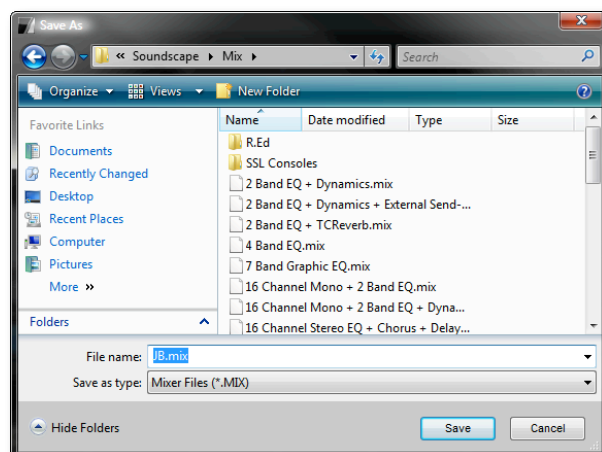 Save As
« Soundscape ▸ Mix ▸
Search
Organize
Views
New Folder
Favorite Links
Documents
Recently Changed
Desktop
Recent Places
Computer
Pictures
More »
Folders
Name Date modified Type Size
R.Ed
SSL Consoles
2 Band EQ + Dynamics.mix
2 Band EQ + Dynamics + External Send-...
2 Band EQ + TCReverb.mix
4 Band EQ.mix
7 Band Graphic EQ.mix
16 Channel Mono + 2 Band EQ.mix
16 Channel Mono + 2 Band EQ + Dyna...
16 Channel Stereo EQ + Chorus + Delay...
File name: JB.mix
Save as type: Mixer Files (*.MIX)
Hide Folders
Save
Cancel